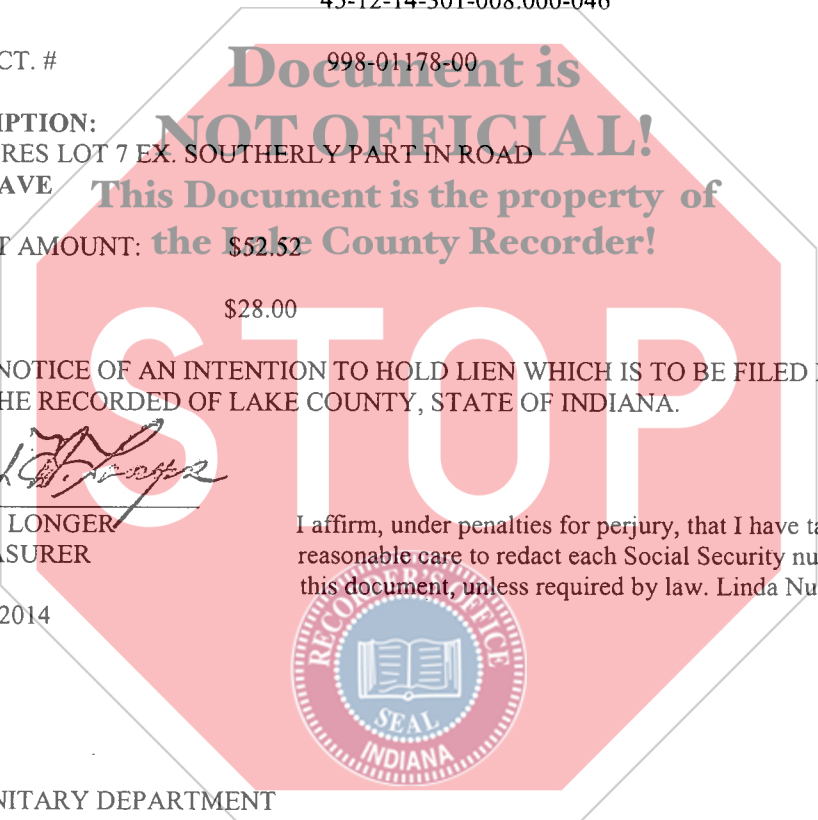 45-12-14-301-008.000-046
CT. # 998-01178-00
Document is
IPTION:
NOT OFFICIAL!
RES LOT 7 EX. SOUTHERLY PART IN ROAD
AVE
This Document is the property of
T AMOUNT: $52.52
the Lake County Recorder!
$28.00
STOP
NOTICE OF AN INTENTION TO HOLD LIEN WHICH IS TO BE FILED
HE RECORDED OF LAKE COUNTY, STATE OF INDIANA.
LONGER
ASURER
I affirm, under penalties for perjury, that I have ta
reasonable care to redact each Social Security nu
this document, unless required by law. Linda Nu
2014
RECORDER'S OFFICE
SEAL
INDIANA
NITARY DEPARTMENT